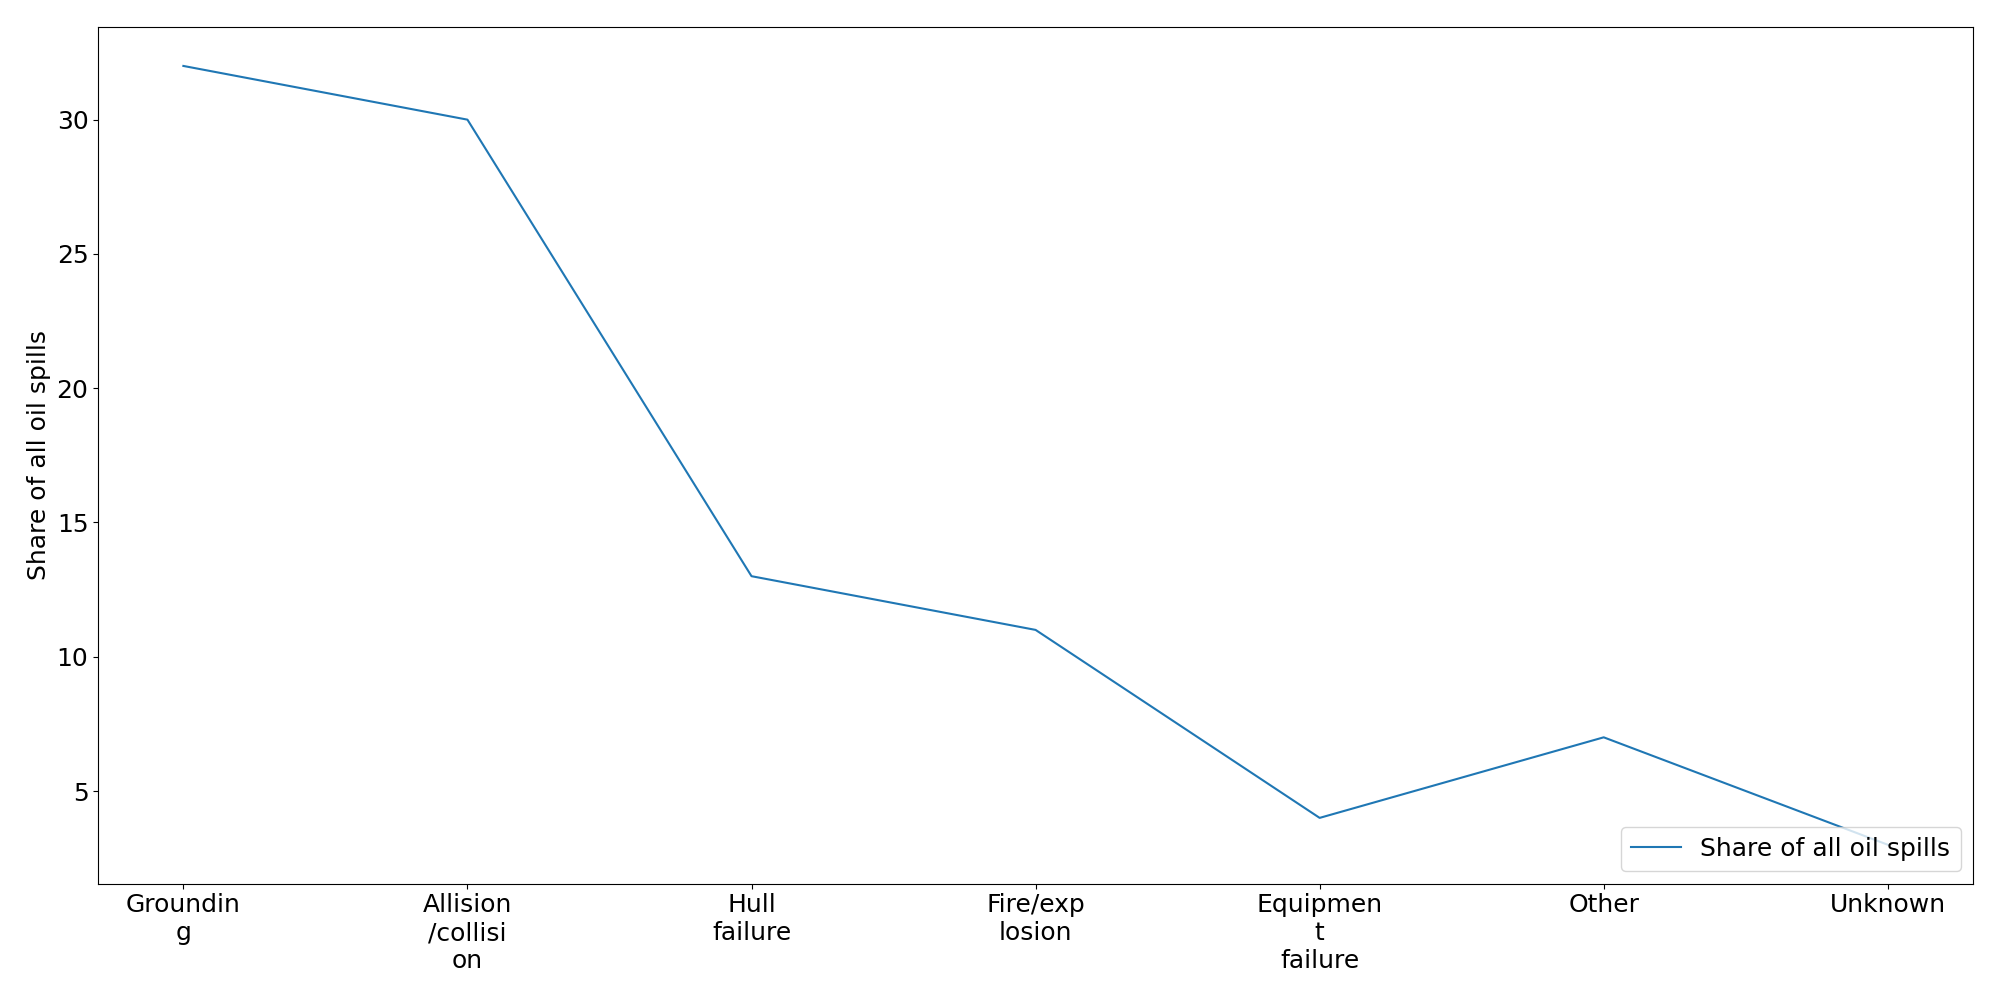 Share of all oil spills
30
25
20
15
10
5
Groundin
g
Allision
/collisi
on
Hull
failure
Fire/exp
losion
Equipmen
t
failure
Other
Unknown
Share of all oil spills